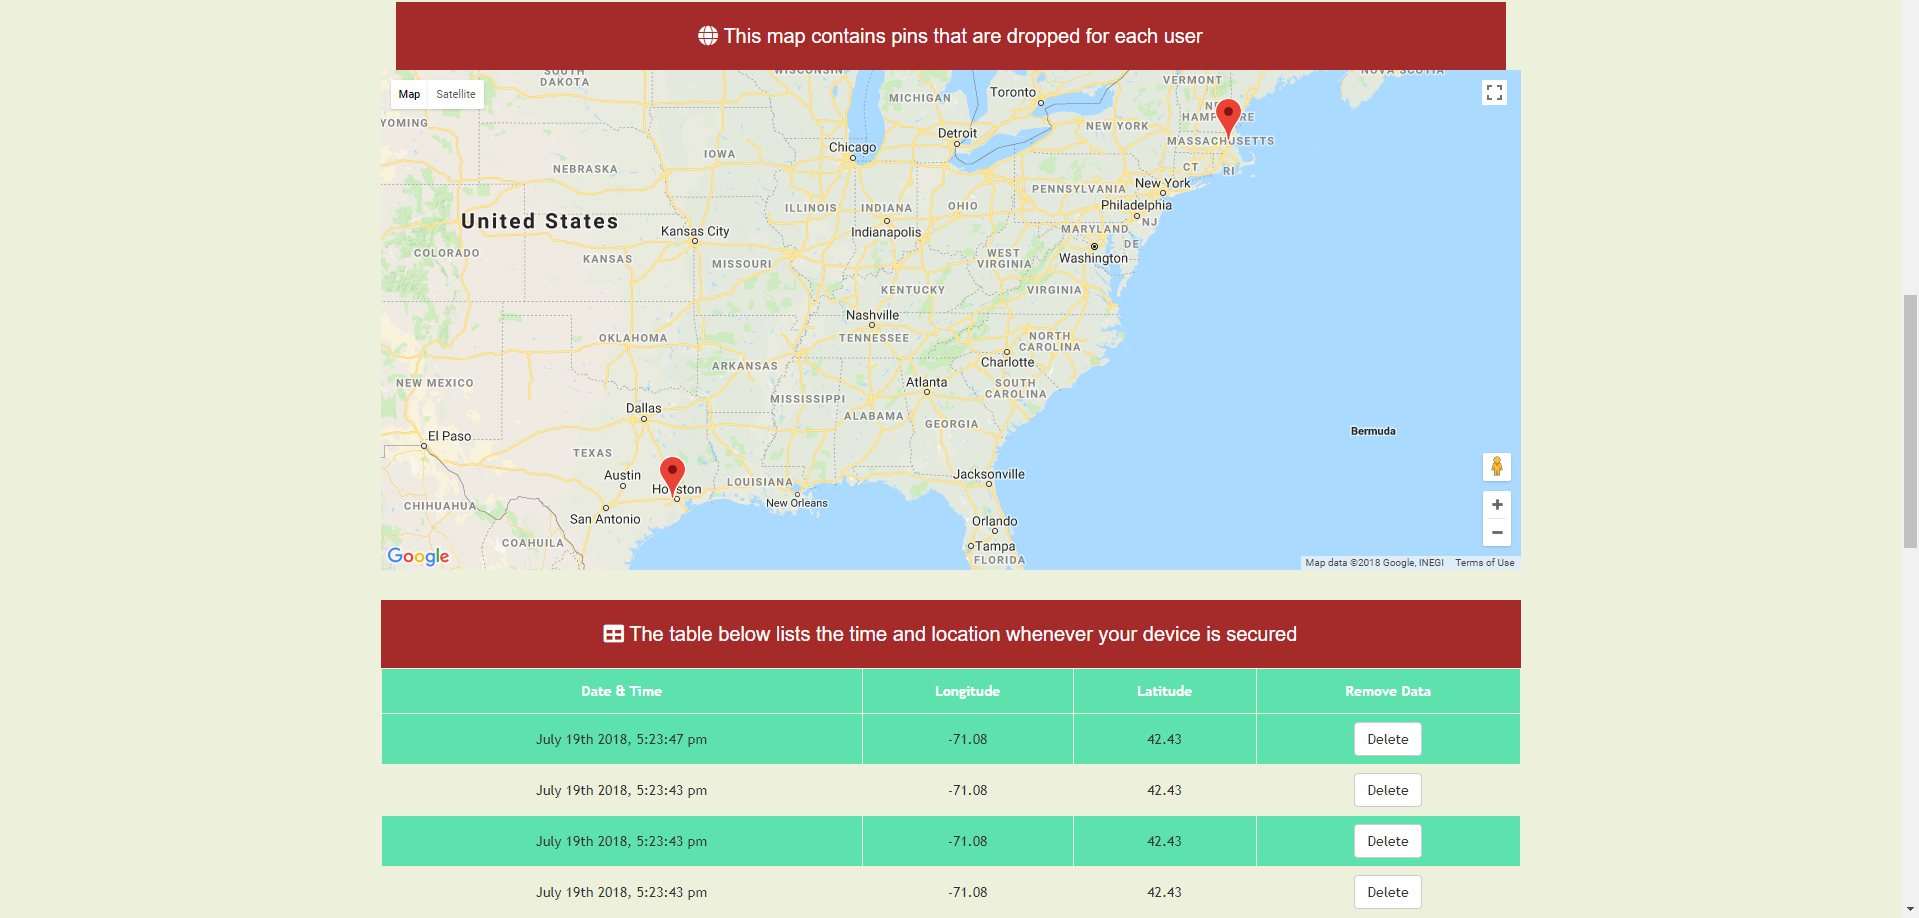 This map contains pins that are dropped for each user
Map Satellite
SOUTH
DAKOTA
WISCONSIN
VERMONT
NOVA SCOTIA
MICHIGAN
Toronto
HAMPSHIRE
YOMING
Detroit
NEW YORK
MASSACHUSETTS
Chicago
IOWA
NEBRASKA
CT
RI
PENNSYLVANIA
New York
ILLINOIS
INDIANA
OHIO
Philadelphia
United States
NJ
Kansas City
Indianapolis
MARYLAND
DE
COLORADO
KANSAS
MISSOURI
WEST
VIRGINIA
Washington
KENTUCKY
VIRGINIA
Nashville
OKLAHOMA
TENNESSEE
NORTH
CAROLINA
ARKANSAS
Charlotte
NEW MEXICO
Atlanta
SOUTH
CAROLINA
MISSISSIPPI
Dallas
ALABAMA
GEORGIA
El Paso
Bermuda
TEXAS
Austin
Houston
LOUISIANA
Jacksonville
CHIHUAHUA
New Orleans
San Antonio
Orlando
COAHUILA
Tampa
FLORIDA
Google
Map data ©2018 Google, INEGI Terms of Use
The table below lists the time and location whenever your device is secured
Date & Time Longitude Latitude Remove Data
July 19th 2018, 5:23:47 pm -71.08 42.43 Delete
July 19th 2018, 5:23:43 pm -71.08 42.43 Delete
July 19th 2018, 5:23:43 pm -71.08 42.43 Delete
July 19th 2018, 5:23:43 pm -71.08 42.43 Delete